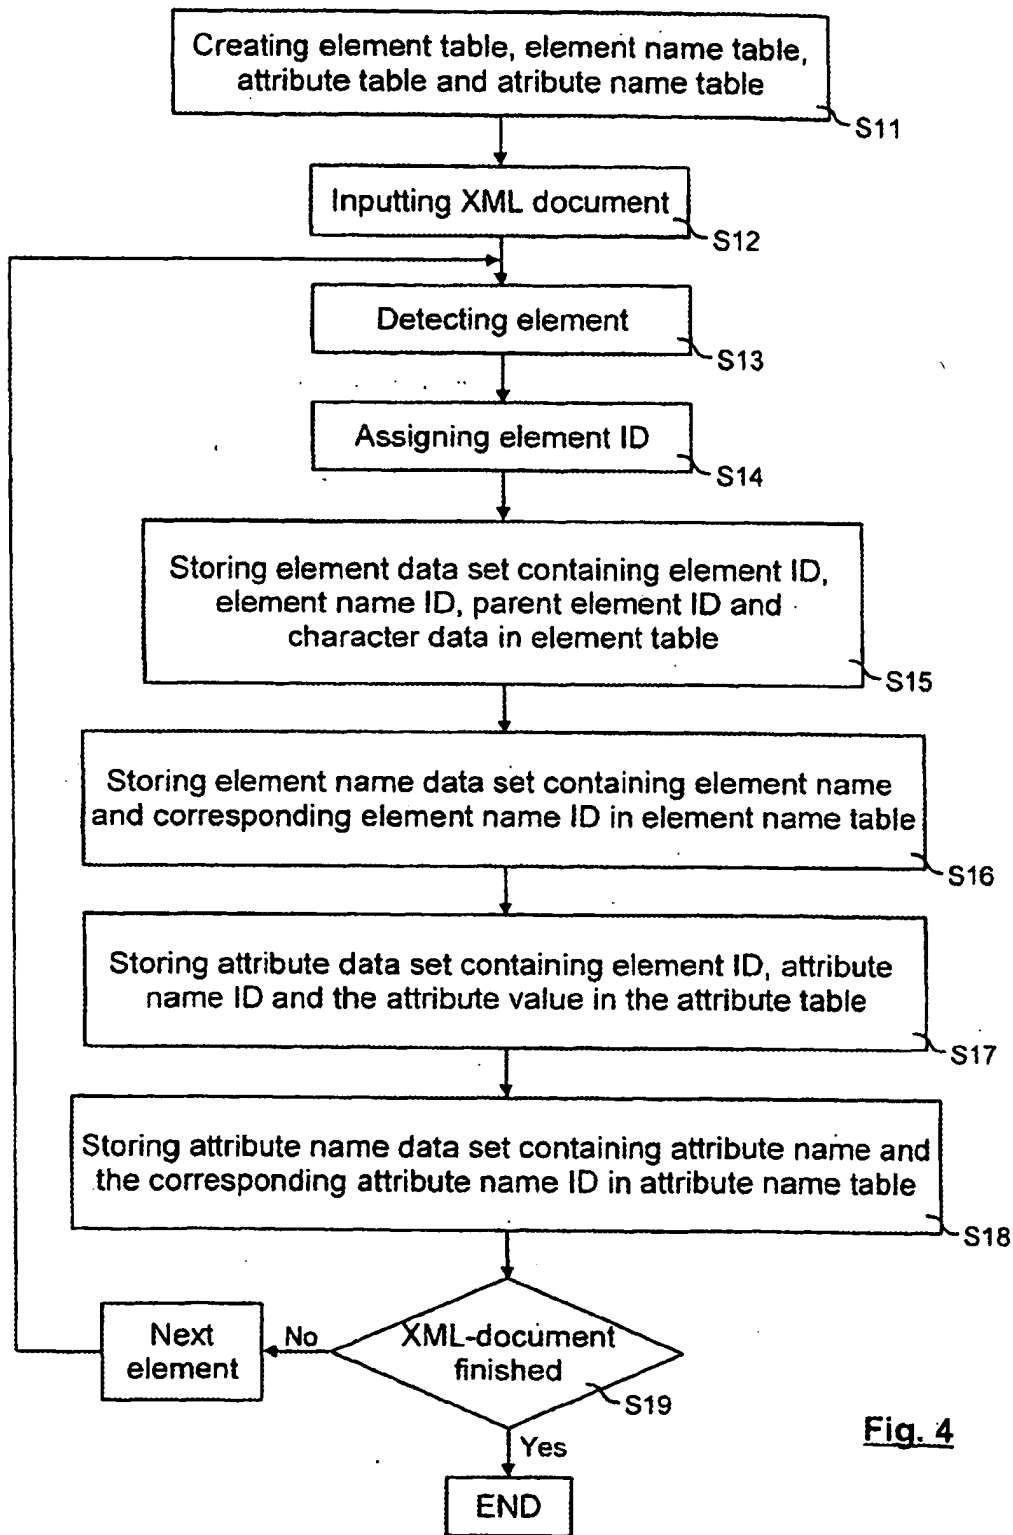 Creating element table, element name table,
attribute table and atribute name table
S11
Inputting XML document
S12
Detecting element
S13
Assigning element ID
S14
Storing element data set containing element ID,
element name ID, parent element ID and
character data in element table
S15
Storing element name data set containing element name
and corresponding element name ID in element name table
S16
Storing attribute data set containing element ID, attribute
name ID and the attribute value in the attribute table
S17
Storing attribute name data set containing attribute name and
the corresponding attribute name ID in attribute name table
S18
Next
element
No
XML-document
finished
S19
Yes
END
Fig. 4